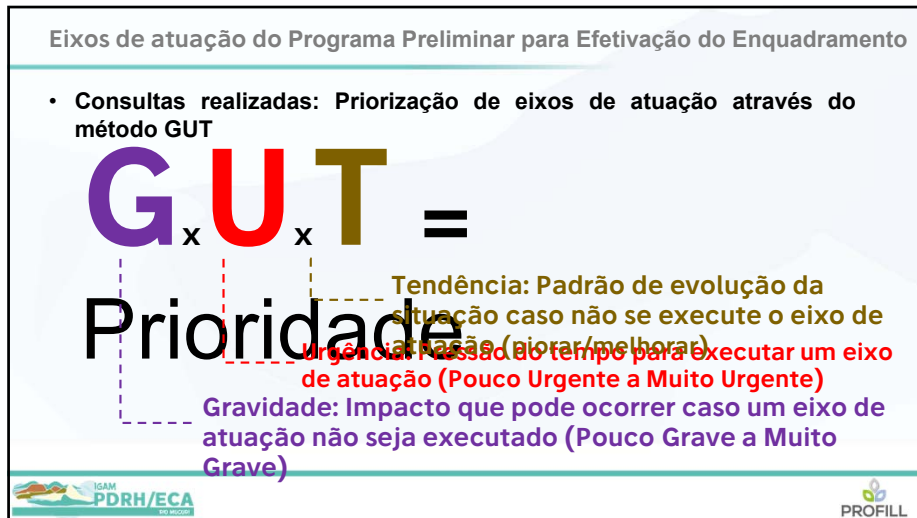 Eixos de atuação do Programa Preliminar para Efetivação do Enquadramento
• Consultas realizadas: Priorização de eixos de atuação através do
método GUT
G x U x T =
Prioridade
Tendência: Padrão de evolução da
situação caso não se execute o eixo de
atuação (piorar/melhorar)
Urgência: Pressão do tempo para executar um eixo
de atuação (Pouco Urgente a Muito Urgente)
Gravidade: Impacto que pode ocorrer caso um eixo de
atuação não seja executado (Pouco Grave a Muito
Grave)
IGAM
PDRH/ECA
RIO MUCURI
PROFILL